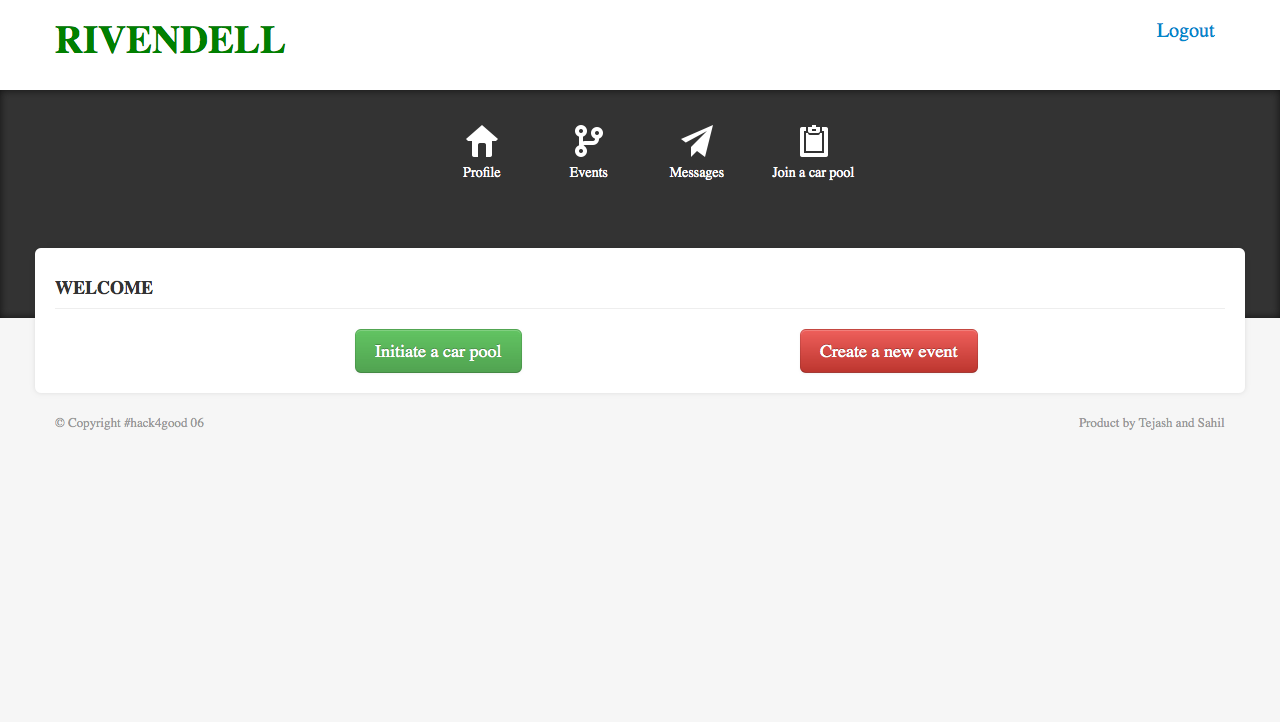 RIVENDELL
Logout
Profile
Events
Messages
Join a car pool
WELCOME
Initiate a car pool
Create a new event
© Copyright #hack4good 06
Product by Tejash and Sahil